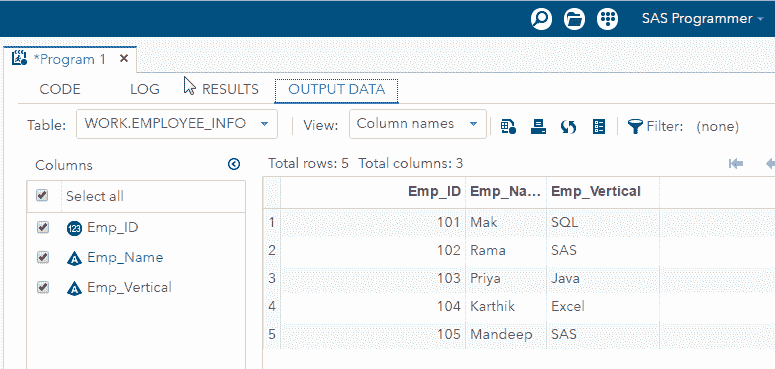 SAS Programmer
*Program 1 ×
CODE LOG RESULTS OUTPUT DATA
Table: WORK.EMPLOYEE_INFO View: Column names Filter: (none)
Columns Total rows: 5 Total columns: 3
Select all Emp_ID Emp_Na... Emp_Vertical
123 Emp_ID 1 101 Mak SQL
A Emp_Name 2 102 Rama SAS
A Emp_Vertical 3 103 Priya Java
4 104 Karthik Excel
5 105 Mandeep SAS